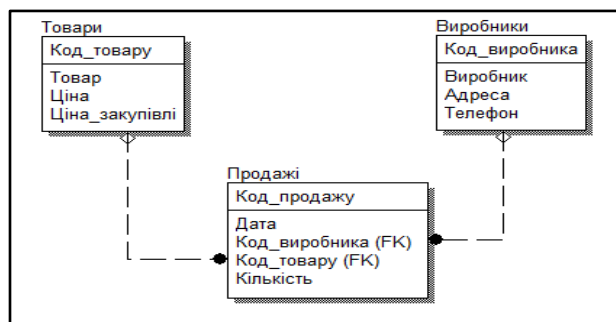 Товари
Код_товару
Товар
Ціна
Ціна_закупівлі
Виробники
Код_виробника
Виробник
Адреса
Телефон
Продажі
Код_продажу
Дата
Код_виробника (FK)
Код_товару (FK)
Кількість